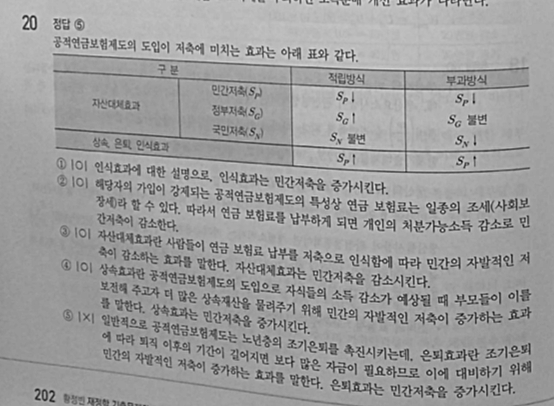 20 정답 ⑤
공적연금보험제도의 도입이 저축에 미치는 효과는 아래 표와 같다.
구 분 적립방식 부과방식
자산대체효과 민간저축(S_P) S_P↓ S_P↓
정부저축(S_G) S_G↑ S_G 불변
국민저축(S_N) S_N 불변 S_N↓
상속, 은퇴, 인식효과 S_P↑ S_P↑
① |O| 인식효과에 대한 설명으로, 인식효과는 민간저축을 증가시킨다.
② |O| 해당자의 가입이 강제되는 공적연금보험제도의 특성상 연금 보험료는 일종의 조세(사회보
장세)라 할 수 있다. 따라서 연금 보험료를 납부하게 되면 개인의 처분가능소득 감소로 민
간저축이 감소한다.
③ |O| 자산대체효과란 사람들이 연금 보험료 납부를 저축으로 인식함에 따라 민간의 자발적인 저
축이 감소하는 효과를 말한다. 자산대체효과는 민간저축을 감소시킨다.
④ |O| 상속효과란 공적연금보험제도의 도입으로 자식들의 소득 감소가 예상될 때 부모들이 이를
보전해 주고자 더 많은 상속재산을 물려주기 위해 민간의 자발적인 저축이 증가하는 효과
를 말한다. 상속효과는 민간저축을 증가시킨다.
⑤ |X| 일반적으로 공적연금보험제도는 노년층의 조기은퇴를 촉진시키는데, 은퇴효과란 조기은퇴
에 따라 퇴직 이후의 기간이 길어지면 보다 많은 자금이 필요하므로 이에 대비하기 위해
민간의 자발적인 저축이 증가하는 효과를 말한다. 은퇴효과는 민간저축을 증가시킨다.
202 황정빈 재정학